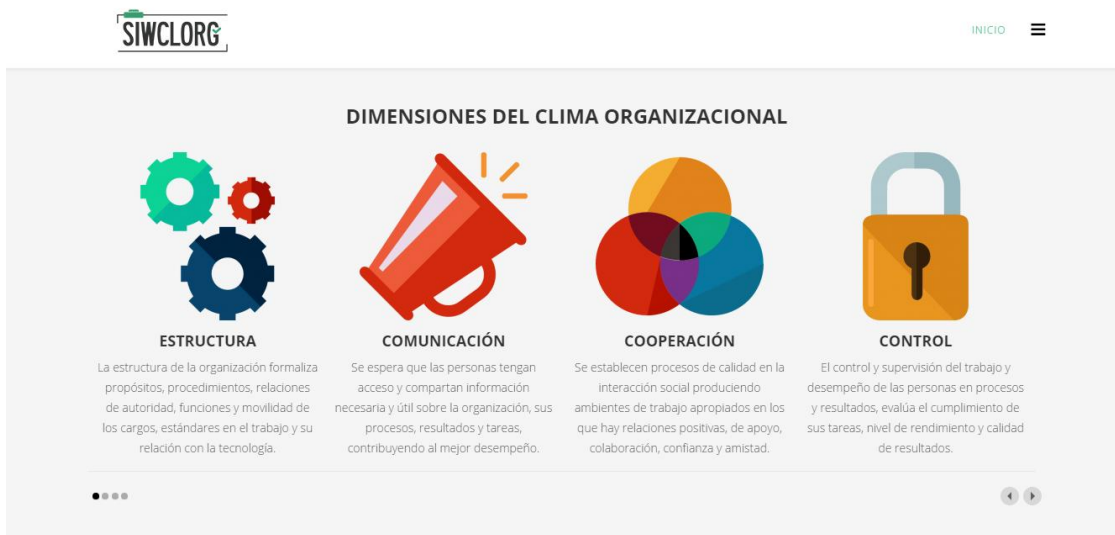 SIWCLORG
INICIO
DIMENSIONES DEL CLIMA ORGANIZACIONAL
ESTRUCTURA
La estructura de la organización formaliza
propósitos, procedimientos, relaciones
de autoridad, funciones y movilidad de
los cargos, estándares en el trabajo y su
relación con la tecnología.
COMUNICACIÓN
Se espera que las personas tengan
acceso y compartan información
necesaria y útil sobre la organización, sus
procesos, resultados y tareas,
contribuyendo al mejor desempeño.
COOPERACIÓN
Se establecen procesos de calidad en la
interacción social produciendo
ambientes de trabajo apropiados en los
que hay relaciones positivas, de apoyo,
colaboración, confianza y amistad.
CONTROL
El control y supervisión del trabajo y
desempeño de las personas en procesos
y resultados, evalúa el cumplimiento de
sus tareas, nivel de rendimiento y calidad
de resultados.